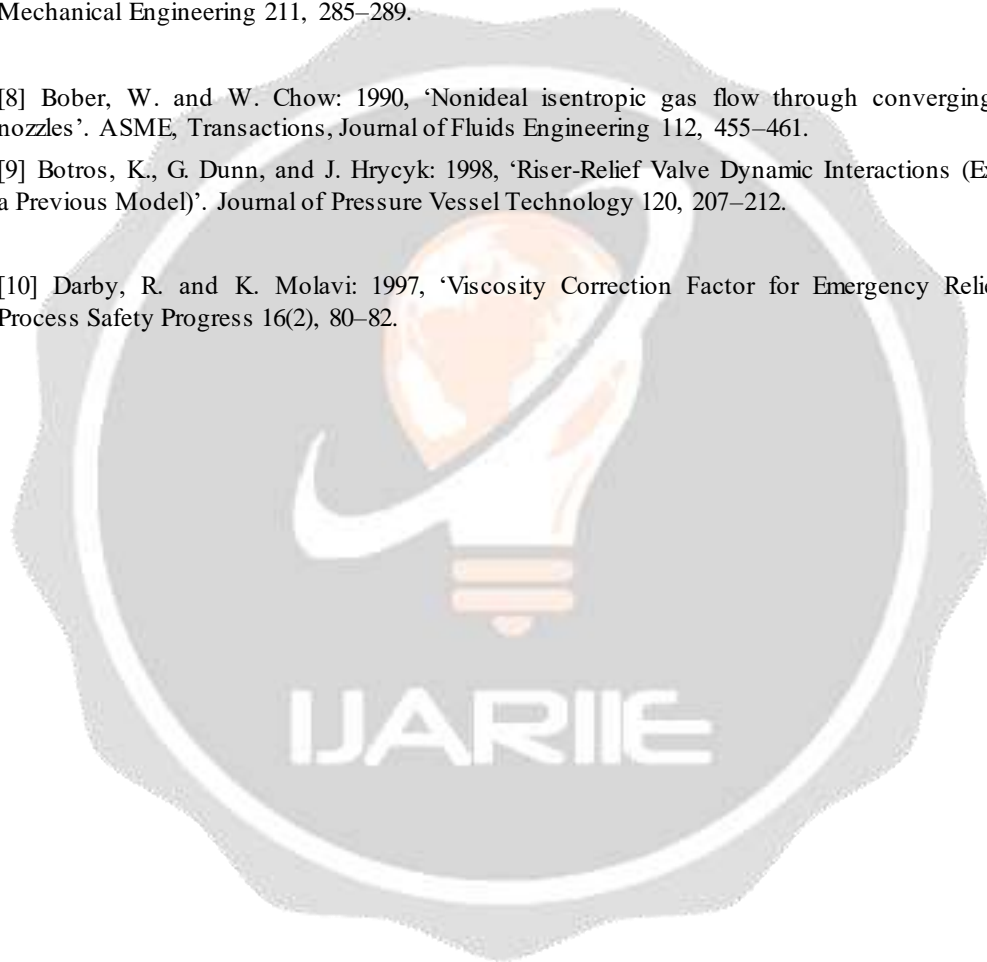 Mechanical Engineering 211, 285–289.
[8] Bober, W. and W. Chow: 1990, ‘Nonideal isentropic gas flow through converging
nozzles’. ASME, Transactions, Journal of Fluids Engineering 112, 455–461.
[9] Botros, K., G. Dunn, and J. Hrycyk: 1998, ‘Riser-Relief Valve Dynamic Interactions
a Previous Model)’. Journal of Pressure Vessel Technology 120, 207–212.
[10] Darby, R. and K. Molavi: 1997, ‘Viscosity Correction Factor for Emergency
Process Safety Progress 16(2), 80–82.
IJARIIE